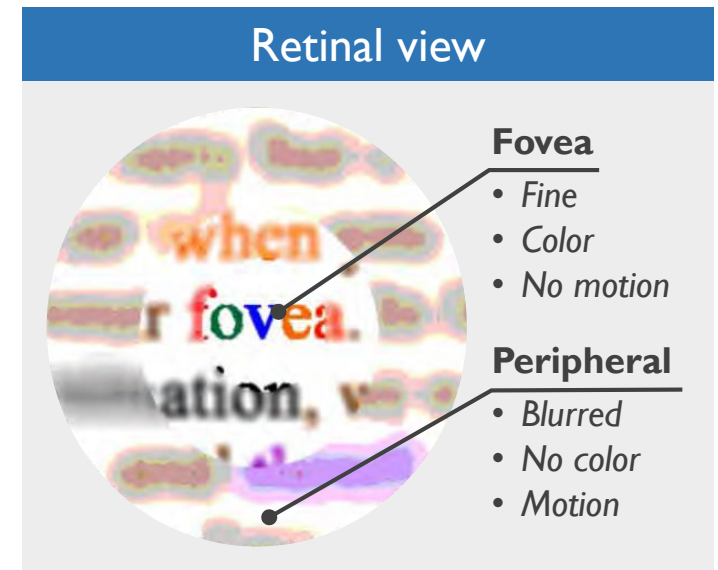 Retinal view
Fovea
• Fine
• Color
• No motion
when
r fovea.
ation,
Peripheral
• Blurred
• No color
• Motion